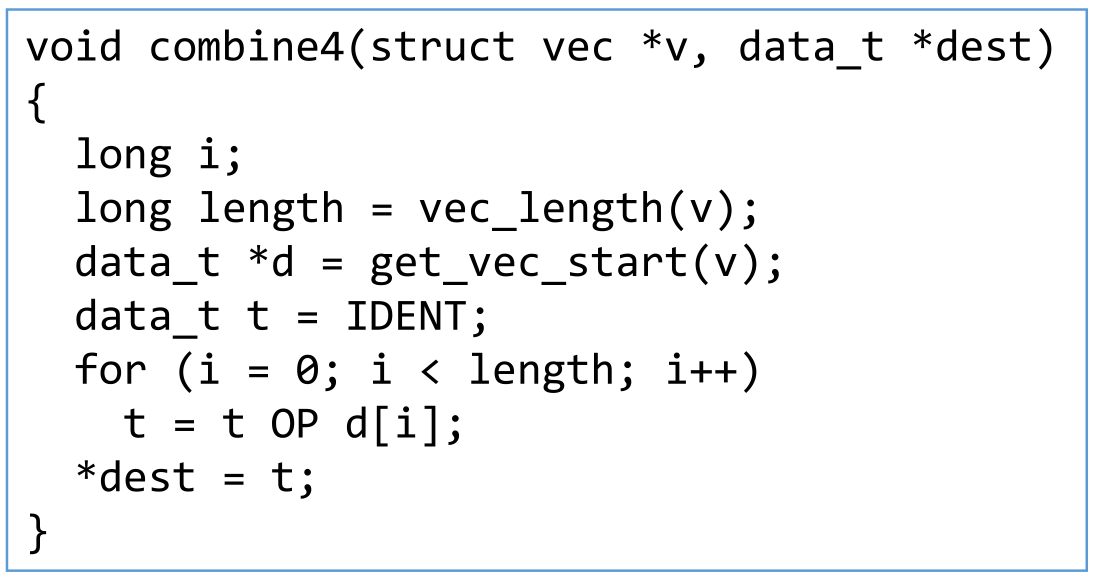 void combine4(struct vec *v, data_t *dest)
{
  long i;
  long length = vec_length(v);
  data_t *d = get_vec_start(v);
  data_t t = IDENT;
  for (i = 0; i < length; i++)
    t = t OP d[i];
  *dest = t;
}